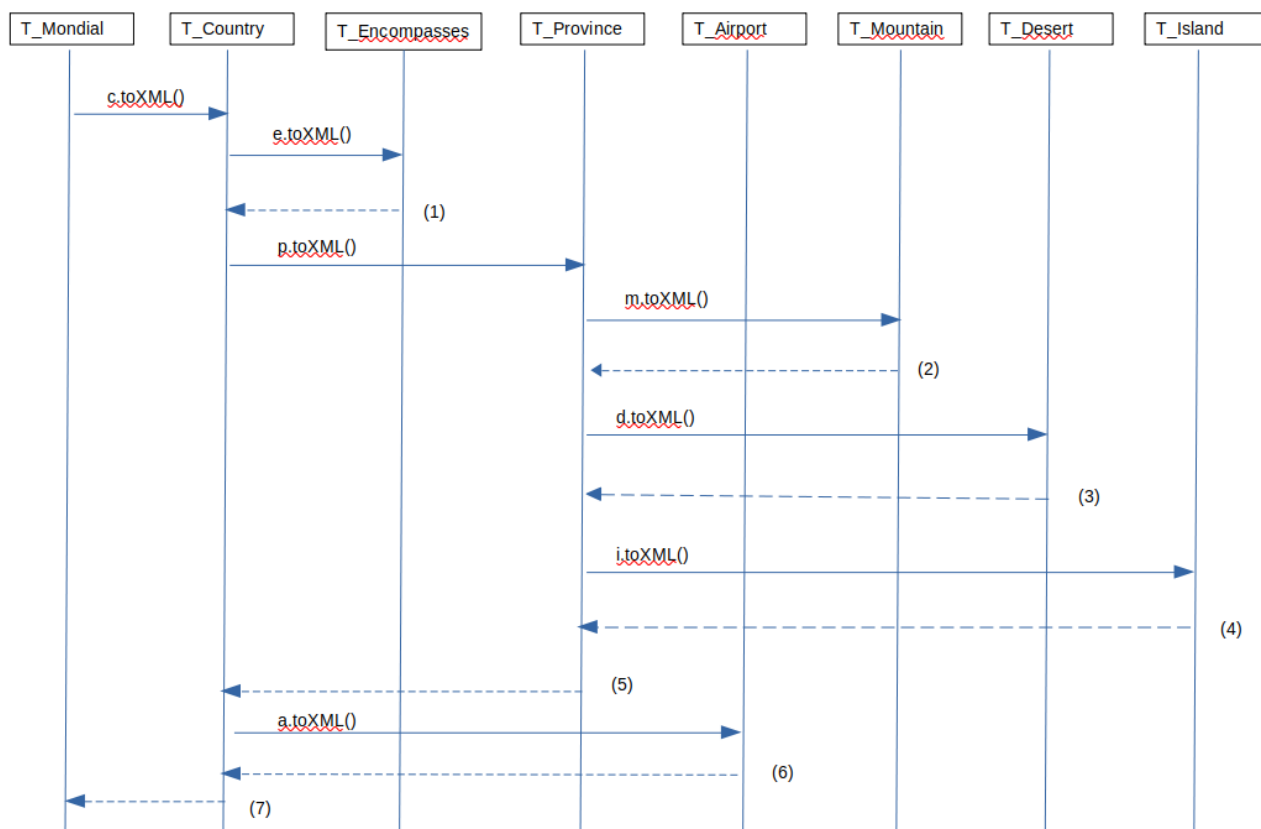 T_Mondial
T_Country
T_Encompasses
T_Province
T_Airport
T_Mountain
T_Desert
T_Island
c.toXML()
e.toXML()
(1)
p.toXML()
m.toXML()
(2)
d.toXML()
(3)
i.toXML()
(4)
(5)
a.toXML()
(6)
(7)